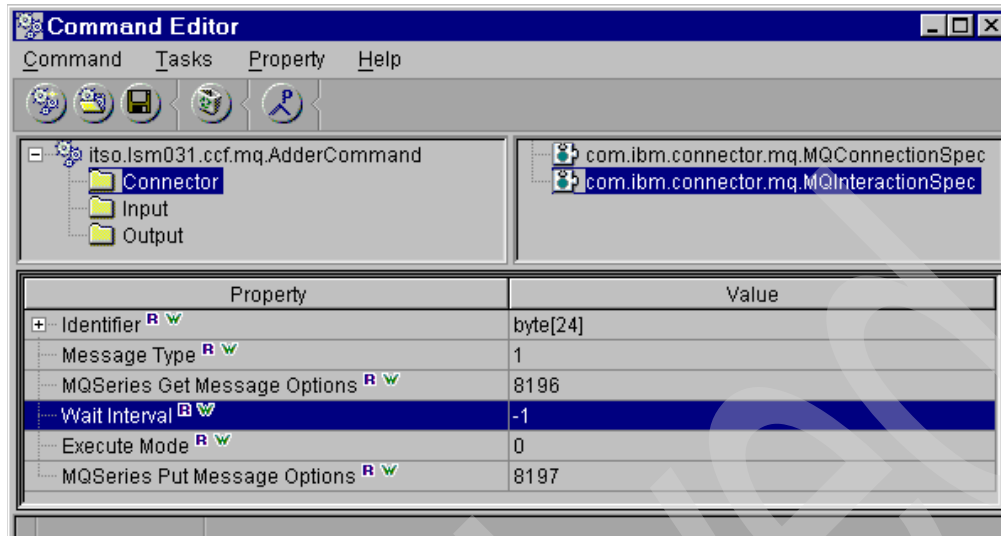 Command Editor
Command Tasks Property Help
P
itso.lsm031.ccf.mq.AdderCommand
Connector
Input
Output
com.ibm.connector.mq.MQConnectionSpec
com.ibm.connector.mq.MQInteractionSpec
Property Value
Identifier R W byte[24]
Message Type R W 1
MQSeries Get Message Options R W 8196
Wait Interval R W -1
Execute Mode R W 0
MQSeries Put Message Options R W 8197